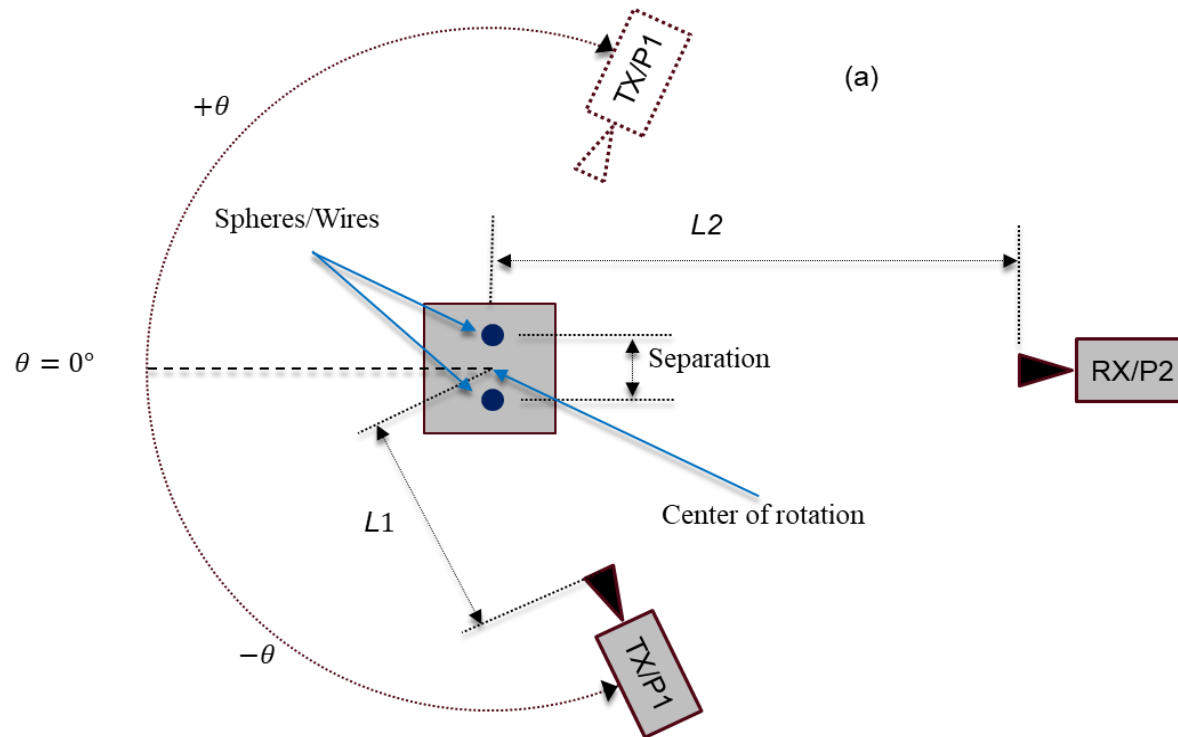 TX/P1
(a)
+θ
Spheres/Wires
L2
θ = 0°
Separation
RX/P2
L1
Center of rotation
−θ
TX/P1